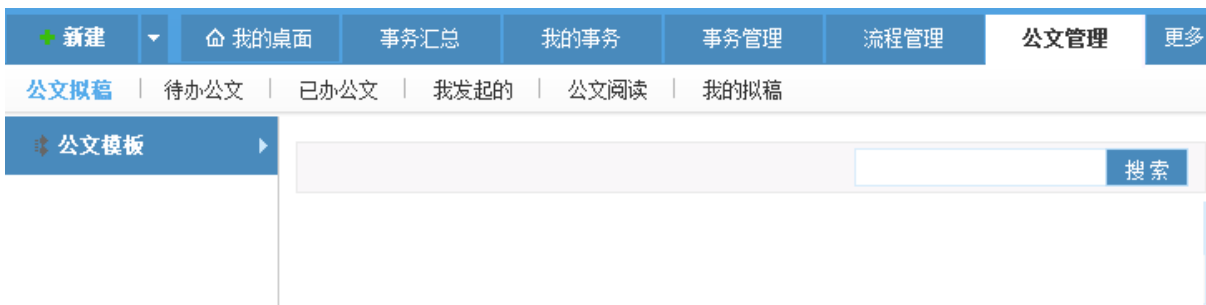 新建 我的桌面 事务汇总 我的事务 事务管理 流程管理 公文管理 更多
公文拟稿 待办公文 已办公文 我发起的 公文阅读 我的拟稿
公文模板
搜索